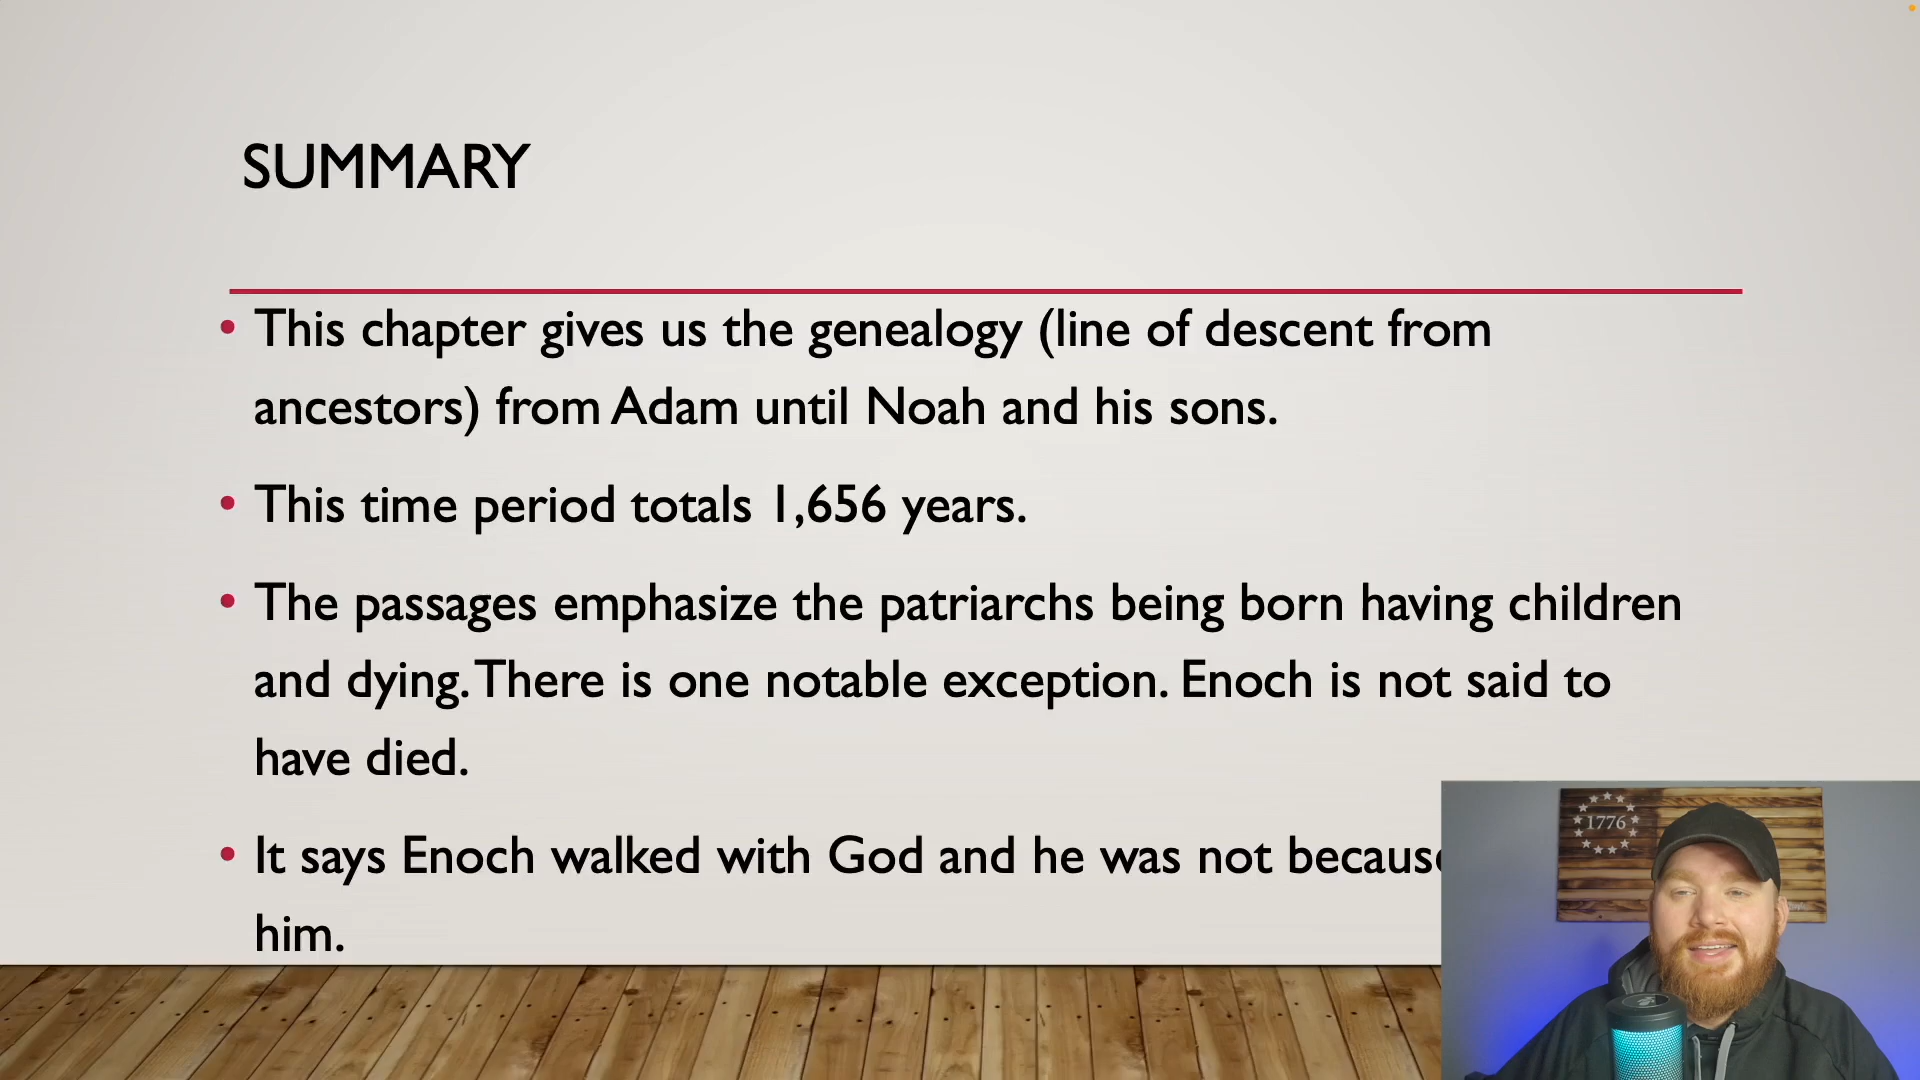 SUMMARY
• This chapter gives us the genealogy (line of descent from
ancestors) from Adam until Noah and his sons.
• This time period totals 1,656 years.
• The passages emphasize the patriarchs being born having children
and dying. There is one notable exception. Enoch is not said to
have died.
• It says Enoch walked with God and he was not because
him.
1776